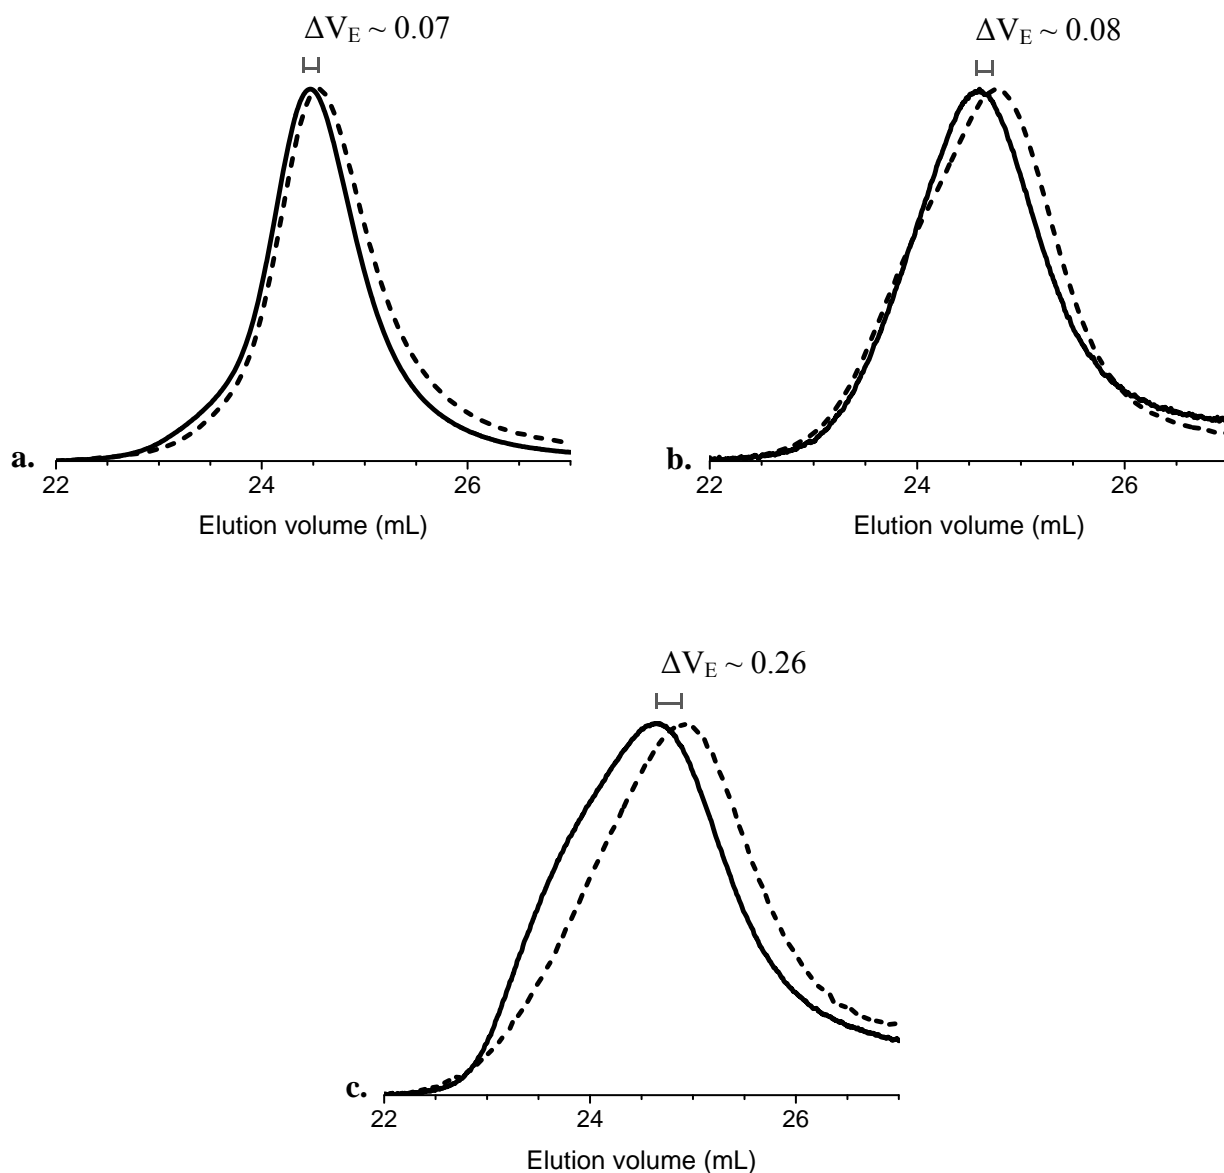 ΔV_E ~ 0.07
a.
22 24 26
Elution volume (mL)
ΔV_E ~ 0.08
b.
22 24 26
Elution volume (mL)
ΔV_E ~ 0.26
c.
22 24 26
Elution volume (mL)